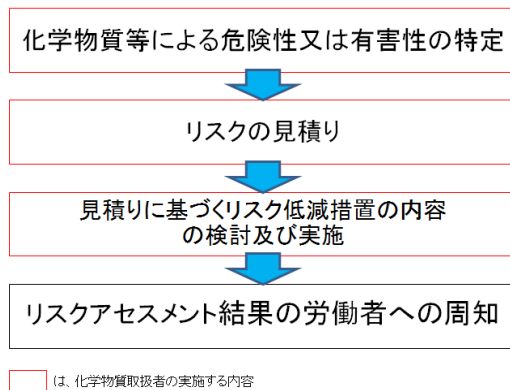 化学物質等による危険性又は有害性の特定
リスクの見積り
見積りに基づくリスク低減措置の内容
の検討及び実施
リスクアセスメント結果の労働者への周知
は、化学物質取扱者の実施する内容